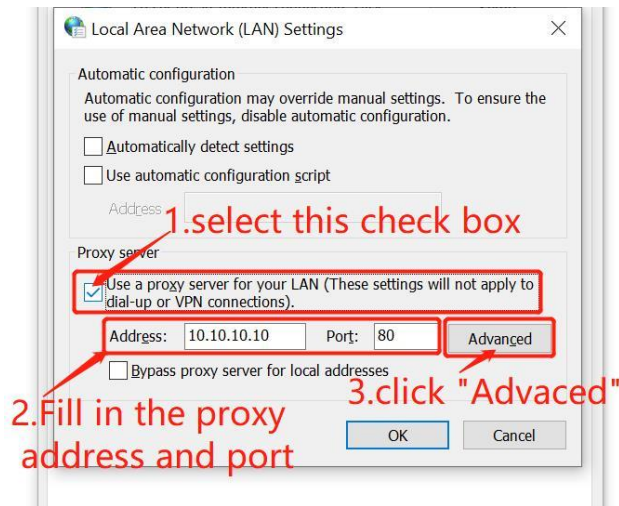 Local Area Network (LAN) Settings
Automatic configuration
Automatic configuration may override manual settings. To ensure the
use of manual settings, disable automatic configuration.
Automatically detect settings
Use automatic configuration script
Address
1.select this check box
Proxy server
Use a proxy server for your LAN (These settings will not apply to
dial-up or VPN connections).
Address: 10.10.10.10 Port: 80 Advanced
Bypass proxy server for local addresses
3.click "Advaced"
2.Fill in the proxy
address and port
OK Cancel